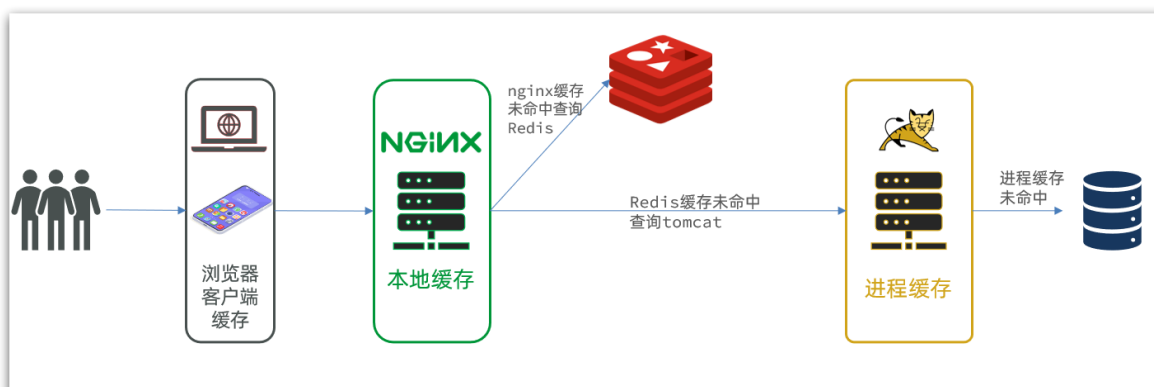 nginx缓存
未命中查询
Redis
NGINX
进程缓存
未命中
Redis缓存未命中
查询tomcat
浏览器
客户端
缓存
本地缓存
进程缓存